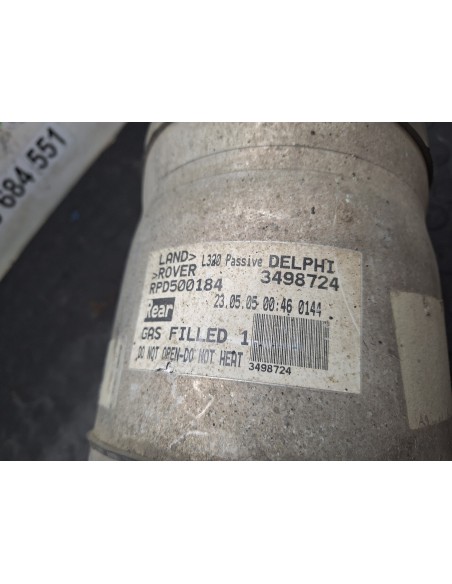 684 551
LAND> L320 Passive DELPHI
>ROVER 3498724
RPD500184 23.05.05 00:46 0144
Rear
GAS FILLED 1
DO NOT OPEN-DO NOT HEAT 3498724